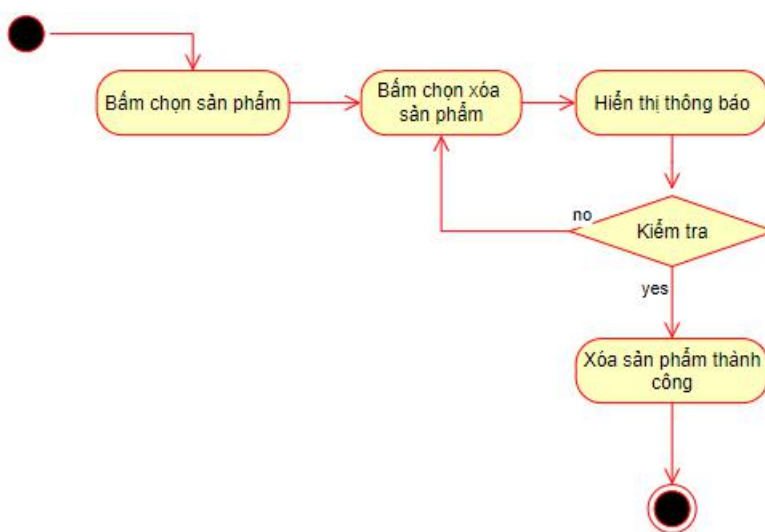 Bấm chọn sản phẩm
Bấm chọn xóa
sản phẩm
Hiển thị thông báo
no
Kiểm tra
yes
Xóa sản phẩm thành
công